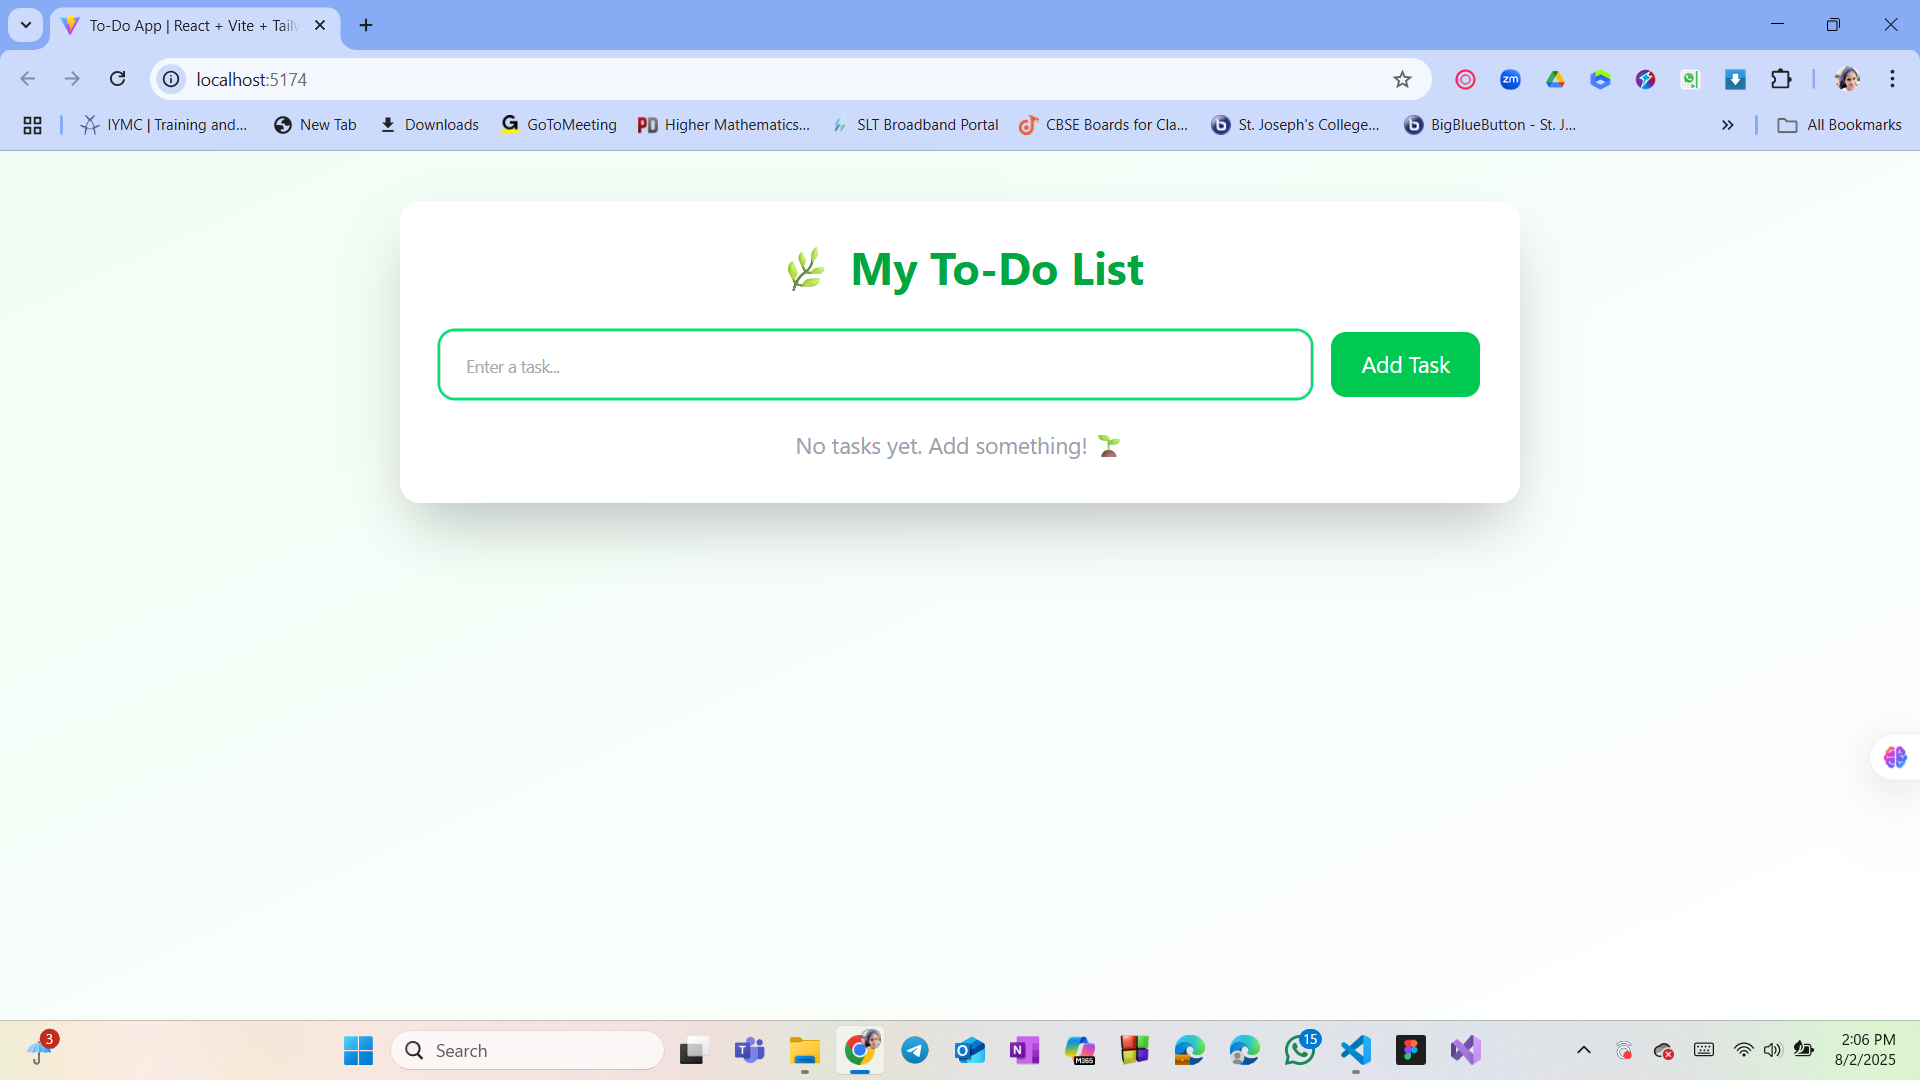 To-Do App | React + Vite + Tail
localhost:5174
zm
IYMC | Training and...
New Tab
Downloads
GoToMeeting
Higher Mathematics...
SLT Broadband Portal
CBSE Boards for Cla...
St. Joseph's College...
BigBlueButton - St. J...
All Bookmarks
My To-Do List
Enter a task...
Add Task
No tasks yet. Add something!
3
Search
M365
15
2:06 PM
8/2/2025